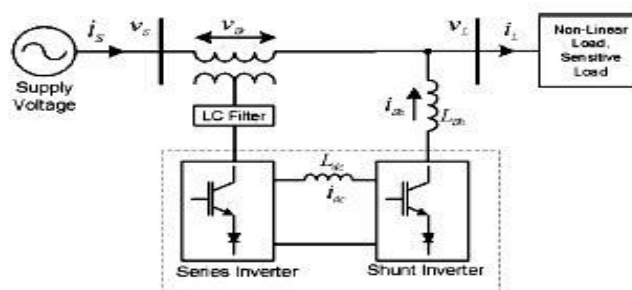 i_S
v_S
v_Sr
v_L
i_L
Non-Linear
Load,
Sensitive
Load
Supply
Voltage
LC Filter
i_Sh
L_Sh
L_dc
i_dc
Series Inverter
Shunt Inverter